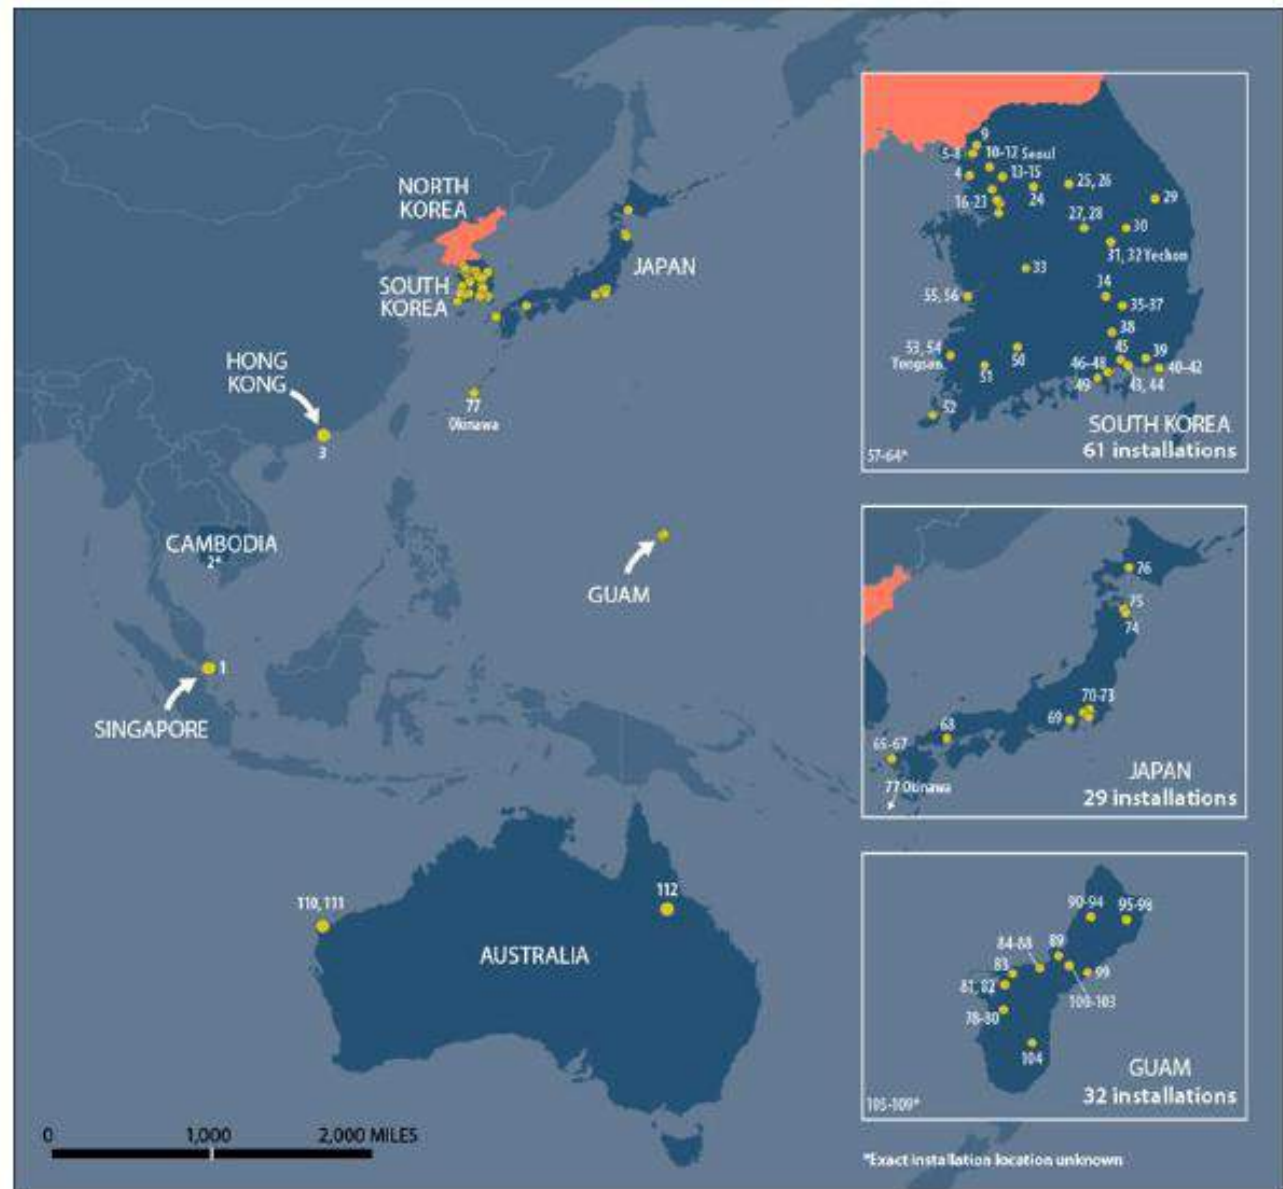 NORTH
KOREA
SOUTH
KOREA
JAPAN
HONG
KONG
3
77
Okinawa
CAMBODIA
2*
GUAM
1
SINGAPORE
110, 111
112
AUSTRALIA
0 1,000 2,000 MILES
9
5-8
10-12 Seoul
4
13-15
25, 26
24
29
16-23
27, 28
30
31, 32 Yechon
33
55, 56
34
35-37
38
53, 54
Yongsan
50
51
45
39
46-48
40-42
49
43, 44
52
SOUTH KOREA
61 installations
57-64*
76
75
74
70-73
69
68
65-67
77 Okinawa
JAPAN
29 installations
90-94
95-98
84-88
89
83
99
81, 82
100-103
78-80
104
GUAM
32 installations
105-109*
*Exact installation location unknown